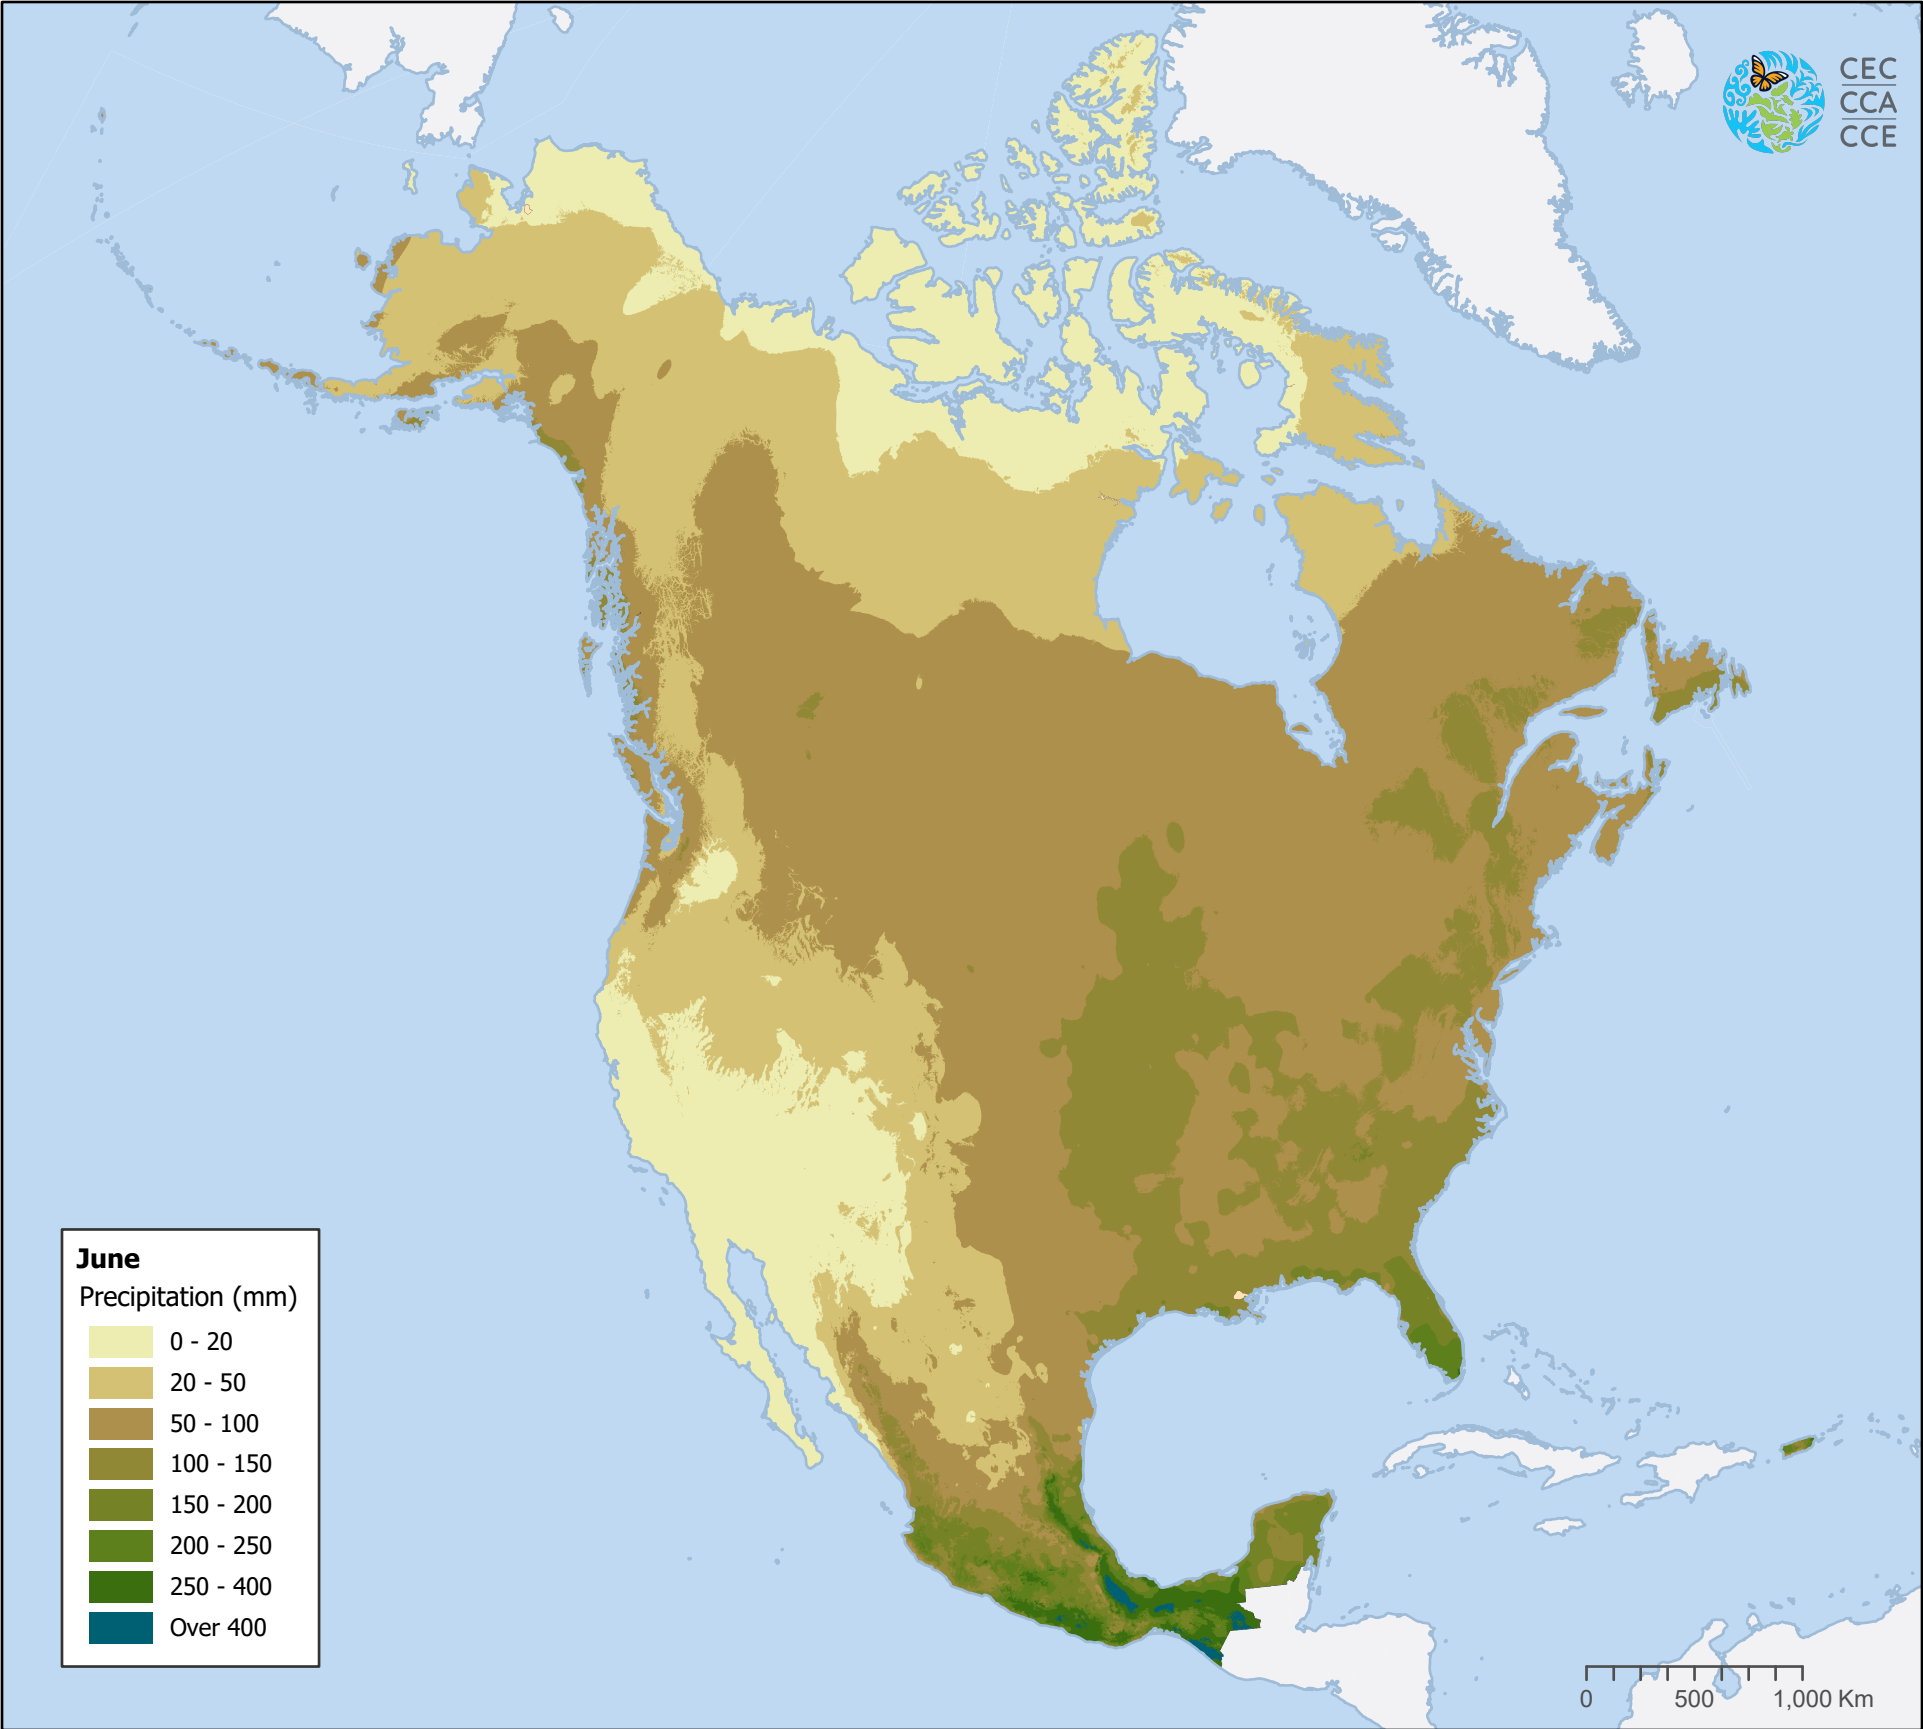 CEC
CCA
CCE
June
Precipitation (mm)
0 - 20
20 - 50
50 - 100
100 - 150
150 - 200
200 - 250
250 - 400
Over 400
0 500 1,000 Km